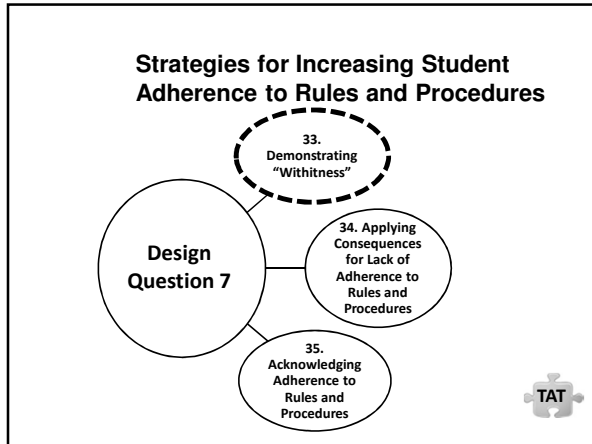 Strategies for Increasing Student
Adherence to Rules and Procedures
33.
Demonstrating
“Withitness”
Design
Question 7
34. Applying
Consequences
for Lack of
Adherence to
Rules and
Procedures
35.
Acknowledging
Adherence to
Rules and
Procedures
TAT